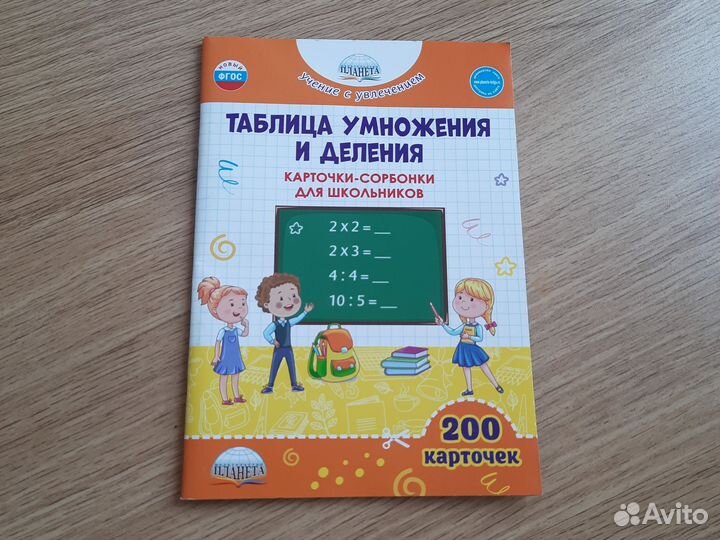 НОВЫЙ
ФГОС
ПЛАНЕТА
учение с увлечением
ТАБЛИЦА УМНОЖЕНИЯ
И ДЕЛЕНИЯ
КАРТОЧКИ-СОРБОНКИ
ДЛЯ ШКОЛЬНИКОВ
2 x 2 = __
2 x 3 = __
4 : 4 = __
10 : 5 = __
200
карточек
ПЛАНЕТА
Avito